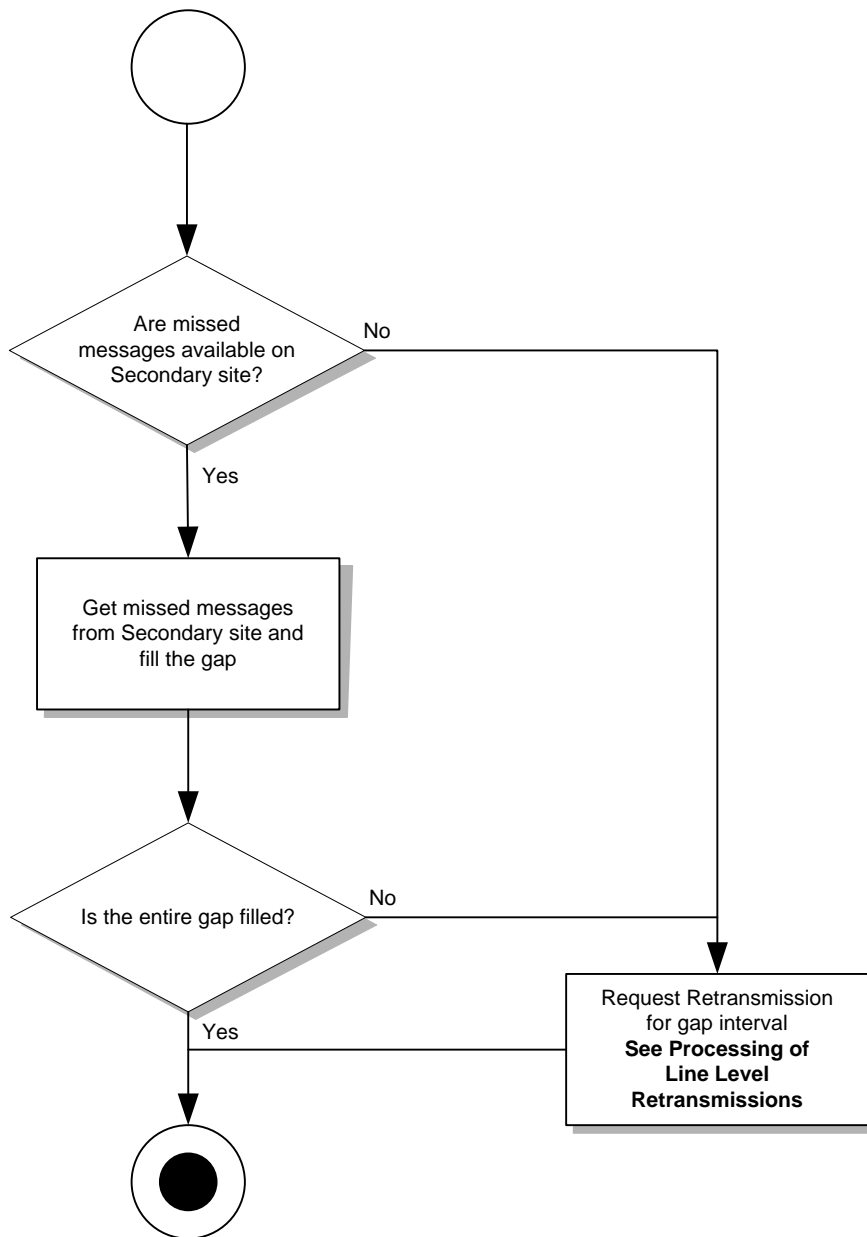 Are missed
messages available on
Secondary site?
No
Yes
Get missed messages
from Secondary site and
fill the gap
Is the entire gap filled?
No
Yes
Request Retransmission
for gap interval
See Processing of
Line Level
Retransmissions